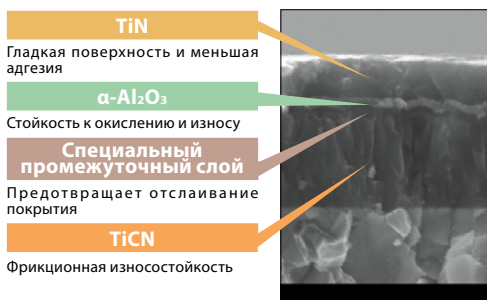 TiN
Гладкая поверхность и меньшая
адгезия
α-Al₂O₃
Стойкость к окислению и износу
Специальный
промежуточный слой
Предотвращает отслаивание
покрытия
TiCN
Фрикционная износостойкость